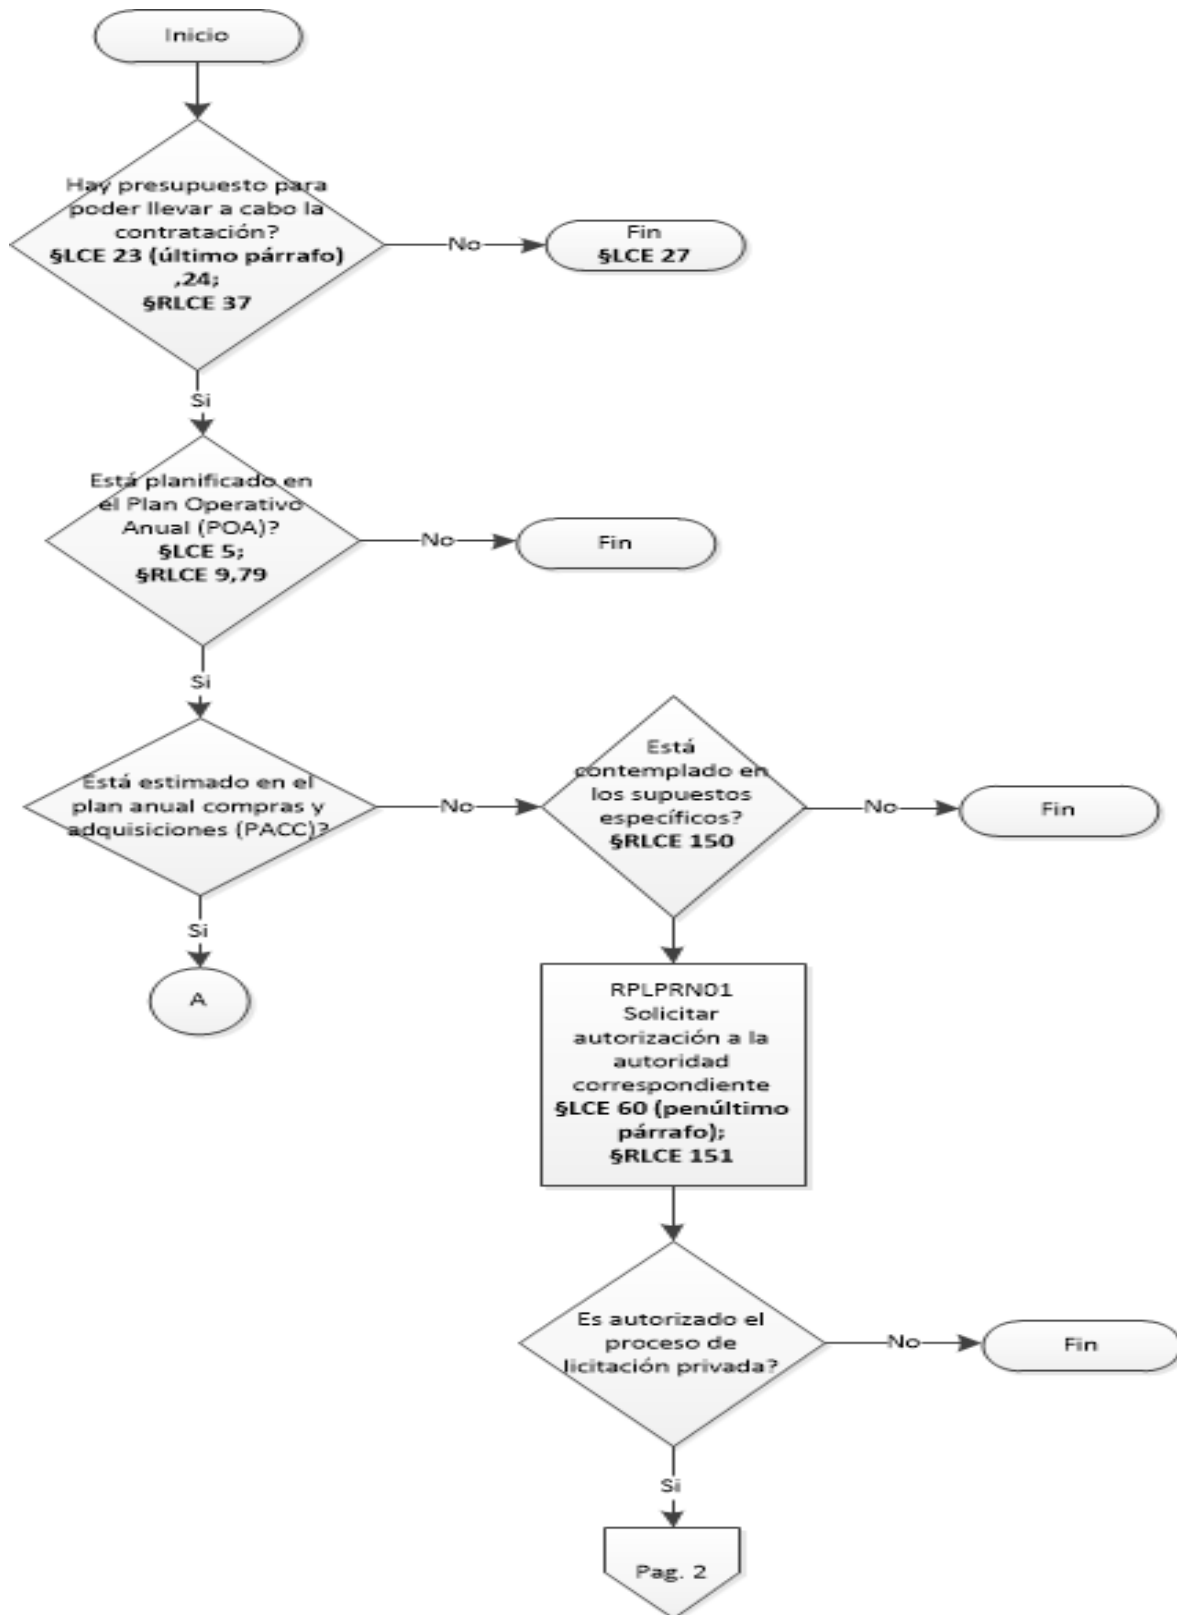 Inicio
Hay presupuesto para
poder llevar a cabo la
contratación?
§LCE 23 (último párrafo)
,24;
§RLCE 37
No
Fin
§LCE 27
Si
Está planificado en
el Plan Operativo
Anual (POA)?
§LCE 5;
§RLCE 9,79
No
Fin
Si
Está estimado en el
plan anual compras y
adquisiciones (PACC)?
No
Está
contemplado en
los supuestos
específicos?
§RLCE 150
No
Fin
Si
A
RPLPRN01
Solicitar
autorización a la
autoridad
correspondiente
§LCE 60 (penúltimo
párrafo);
§RLCE 151
Es autorizado el
proceso de
licitación privada?
No
Fin
Si
Pag. 2